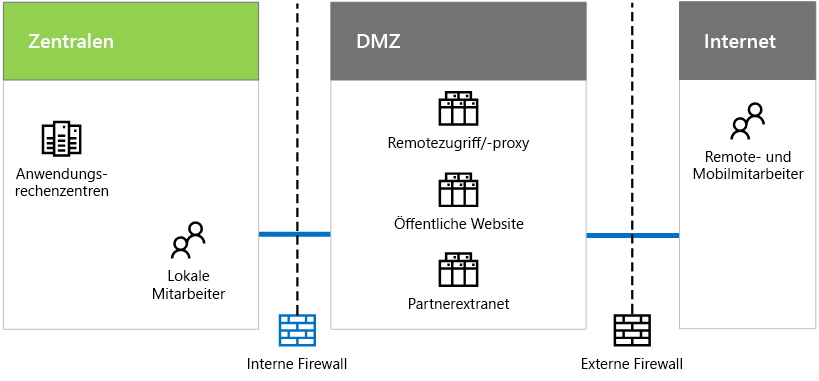 Zentralen
DMZ
Internet
Anwendungs-
rechenzentren
Lokale
Mitarbeiter
Remotezugriff/-proxy
Öffentliche Website
Partnerextranet
Remote- und
Mobilmitarbeiter
Interne Firewall
Externe Firewall